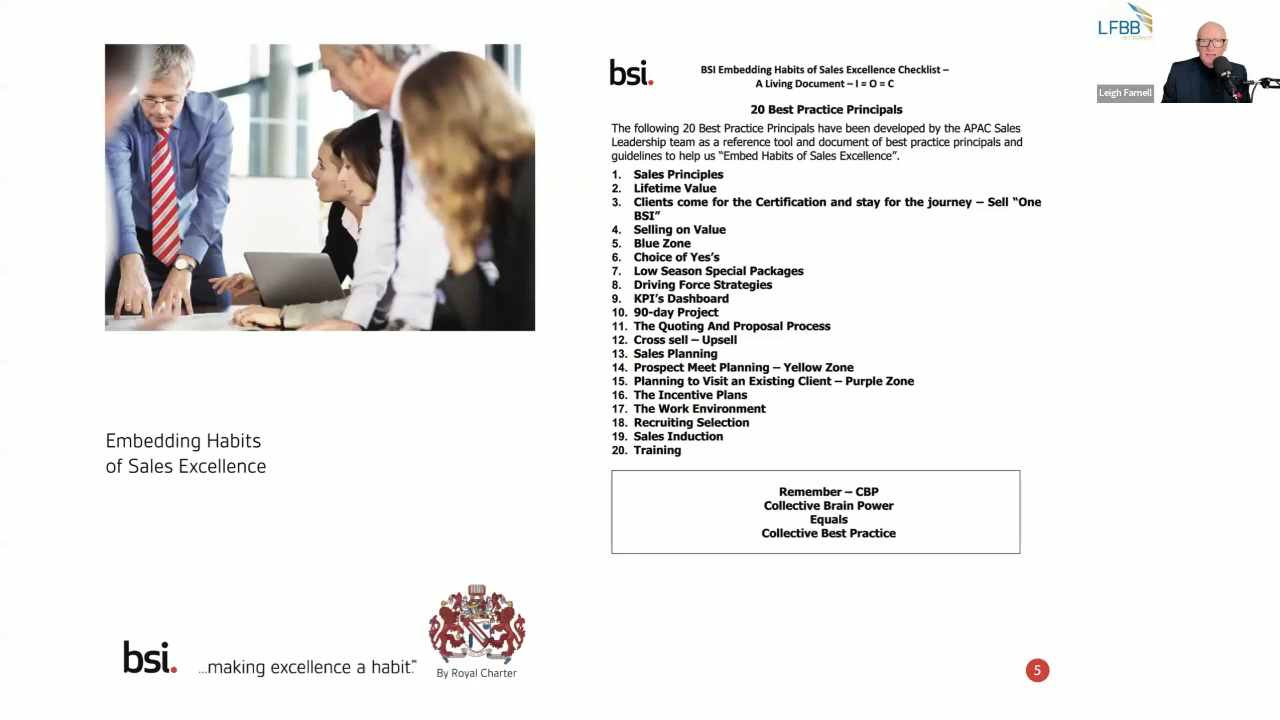 LFBB
Leigh Farnell
bsi.
BSI Embedding Habits of Sales Excellence Checklist –
A Living Document – I = O = C
20 Best Practice Principals
The following 20 Best Practice Principals have been developed by the APAC Sales
Leadership team as a reference tool and document of best practice principals and
guidelines to help us “Embed Habits of Sales Excellence”.
1. Sales Principles
2. Lifetime Value
3. Clients come for the Certification and stay for the journey – Sell “One
BSI”
4. Selling on Value
5. Blue Zone
6. Choice of Yes’s
7. Low Season Special Packages
8. Driving Force Strategies
9. KPI’s Dashboard
10. 90-day Project
11. The Quoting And Proposal Process
12. Cross sell – Upsell
13. Sales Planning
14. Prospect Meet Planning – Yellow Zone
15. Planning to Visit an Existing Client – Purple Zone
16. The Incentive Plans
17. The Work Environment
18. Recruiting Selection
19. Sales Induction
20. Training
Remember – CBP
Collective Brain Power
Equals
Collective Best Practice
Embedding Habits
of Sales Excellence
bsi.
...making excellence a habit.™
By Royal Charter
5